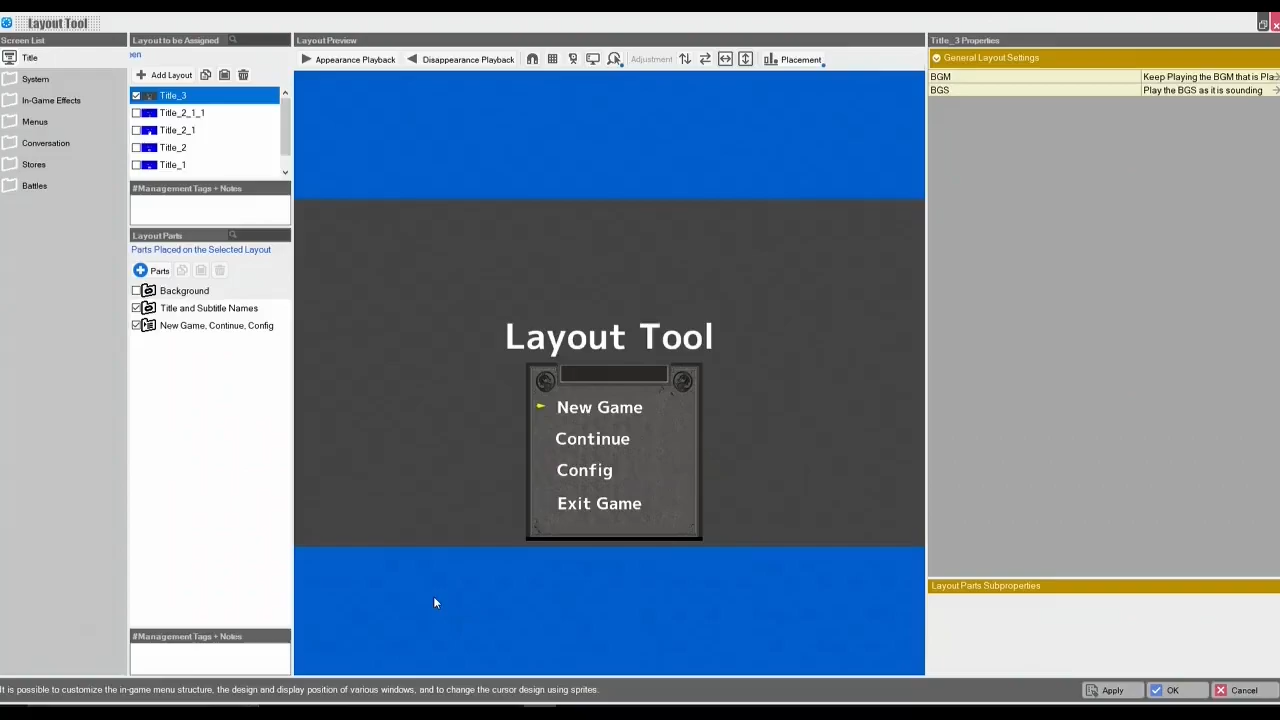 Layout Tool
Screen List
Title
System
In-Game Effects
Menus
Conversation
Stores
Battles
Layout to be Assigned
Add Layout
Title_3
Title_2_1_1
Title_2_1
Title_2
Title_1
#Management Tags + Notes
Layout Parts
Parts Placed on the Selected Layout
Parts
Background
Title and Subtitle Names
New Game, Continue, Config
#Management Tags + Notes
Layout Preview
Appearance Playback
Disappearance Playback
Adjustment
Placement
Layout Tool
New Game
Continue
Config
Exit Game
Title_3 Properties
General Layout Settings
BGM Keep Playing the BGM that is Pla
BGS Play the BGS as it is sounding
Layout Parts Subproperties
It is possible to customize the in-game menu structure, the design and display position of various windows, and to change the cursor design using sprites.
Apply
OK
Cancel